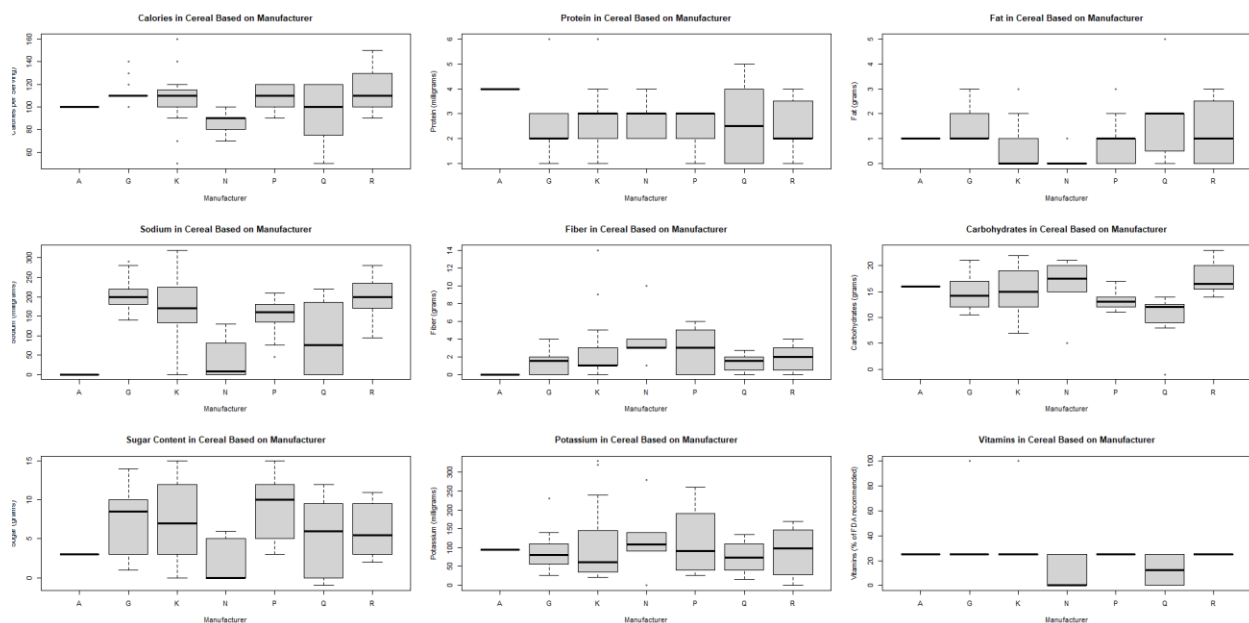 Calories in Cereal Based on Manufacturer
160
140
120
100
80
60
A G K N P Q R
Manufacturer
Protein in Cereal Based on Manufacturer
Protein (milligrams)
6
5
4
3
2
1
A G K N P Q R
Manufacturer
Fat in Cereal Based on Manufacturer
Fat (grams)
5
4
3
2
1
0
A G K N P Q R
Manufacturer
Sodium in Cereal Based on Manufacturer
300
250
200
150
100
50
0
A G K N P Q R
Manufacturer
Fiber in Cereal Based on Manufacturer
Fiber (grams)
14
12
10
8
6
4
2
0
A G K N P Q R
Manufacturer
Carbohydrates in Cereal Based on Manufacturer
Carbohydrates (grams)
20
15
10
5
0
A G K N P Q R
Manufacturer
Sugar Content in Cereal Based on Manufacturer
15
10
5
0
A G K N P Q R
Manufacturer
Potassium in Cereal Based on Manufacturer
Potassium (milligrams)
300
250
200
150
100
50
0
A G K N P Q R
Manufacturer
Vitamins in Cereal Based on Manufacturer
Vitamins (% of FDA recommended)
100
80
60
40
20
0
A G K N P Q R
Manufacturer